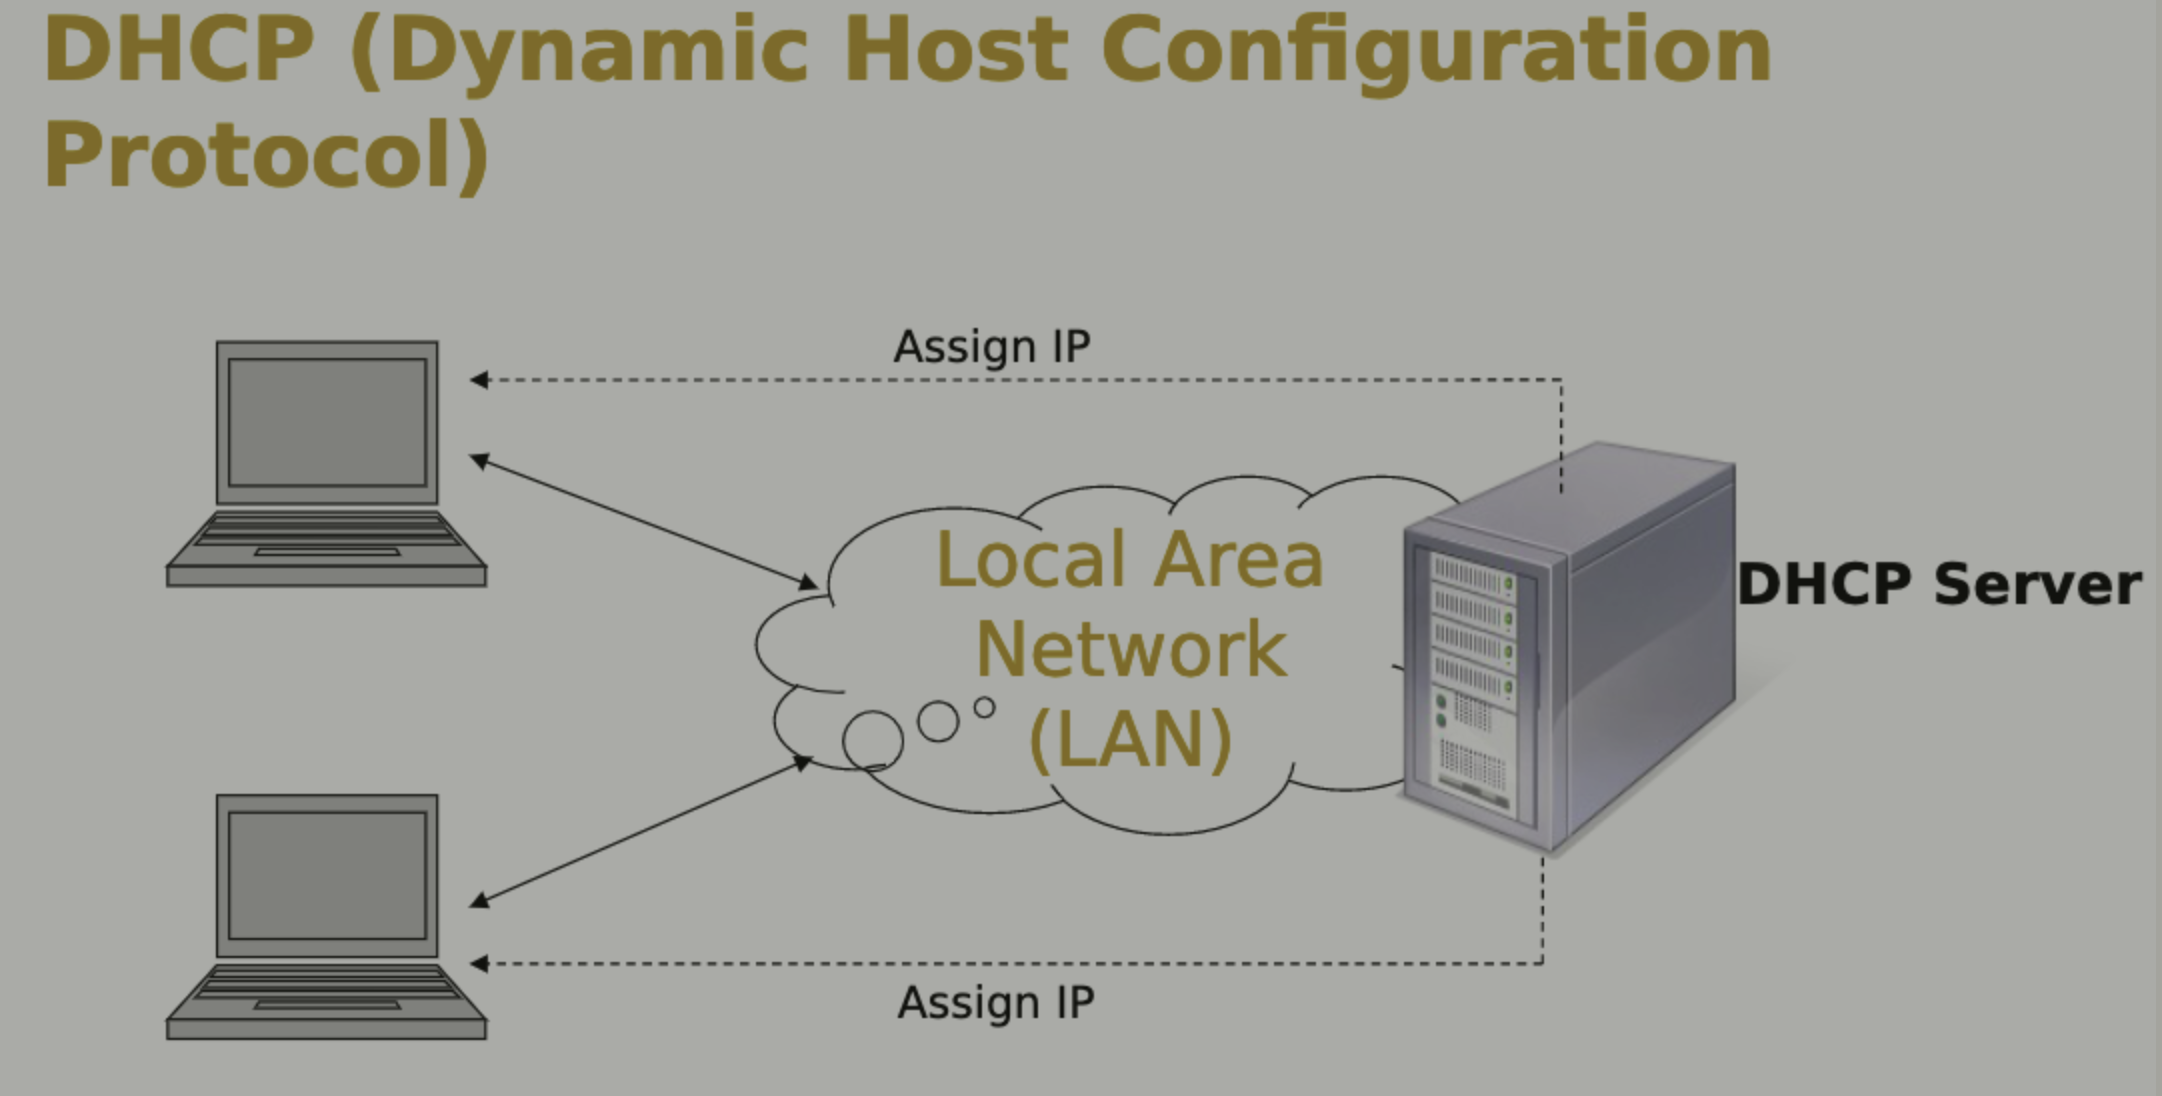 DHCP (Dynamic Host Configuration
Protocol)
Assign IP
Local Area
Network
(LAN)
DHCP Server
Assign IP